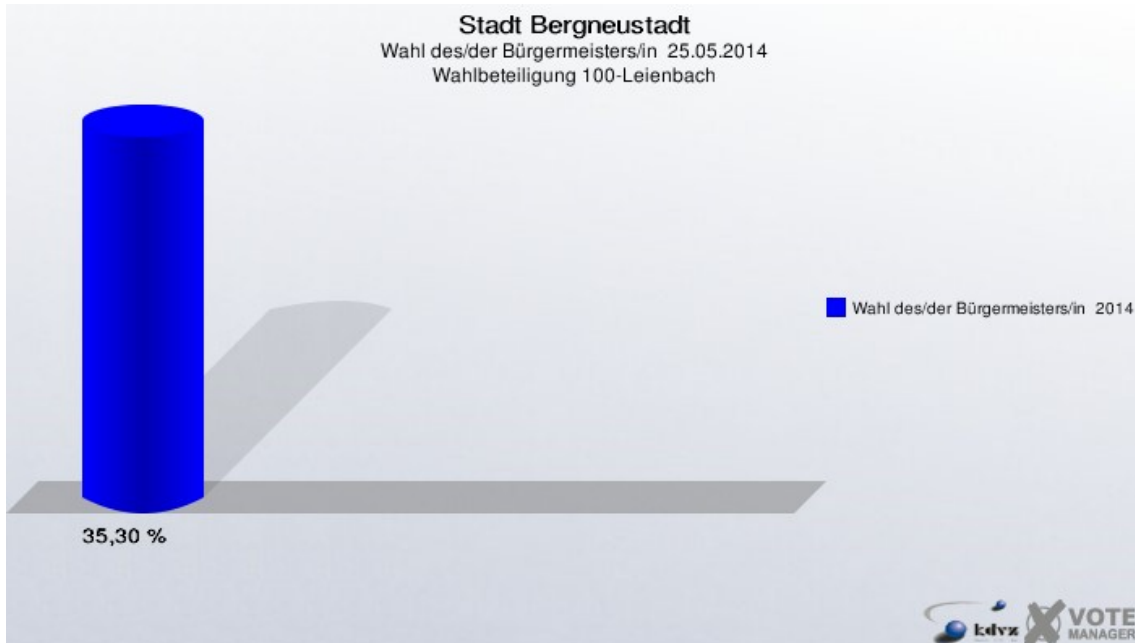 Stadt Bergneustadt
Wahl des/der Bürgermeisters/in 25.05.2014
Wahlbeteiligung 100-Leienbach
Wahl des/der Bürgermeisters/in 2014
35,30 %
kdvz
VOTE
MANAGER